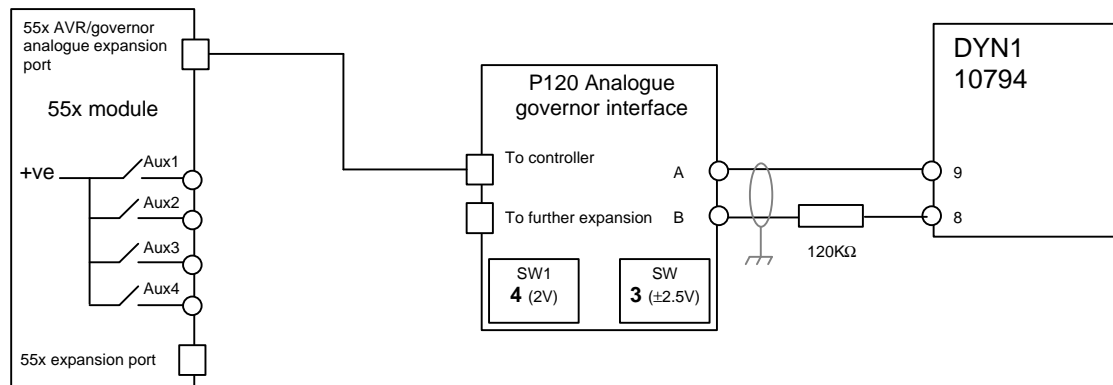 55x AVR/governor
analogue expansion
port
55x module
+ve
Aux1
Aux2
Aux3
Aux4
55x expansion port
P120 Analogue
governor interface
To controller
A
To further expansion
B
SW1
4 (2V)
SW
3 (±2.5V)
120KΩ
DYN1
10794
9
8